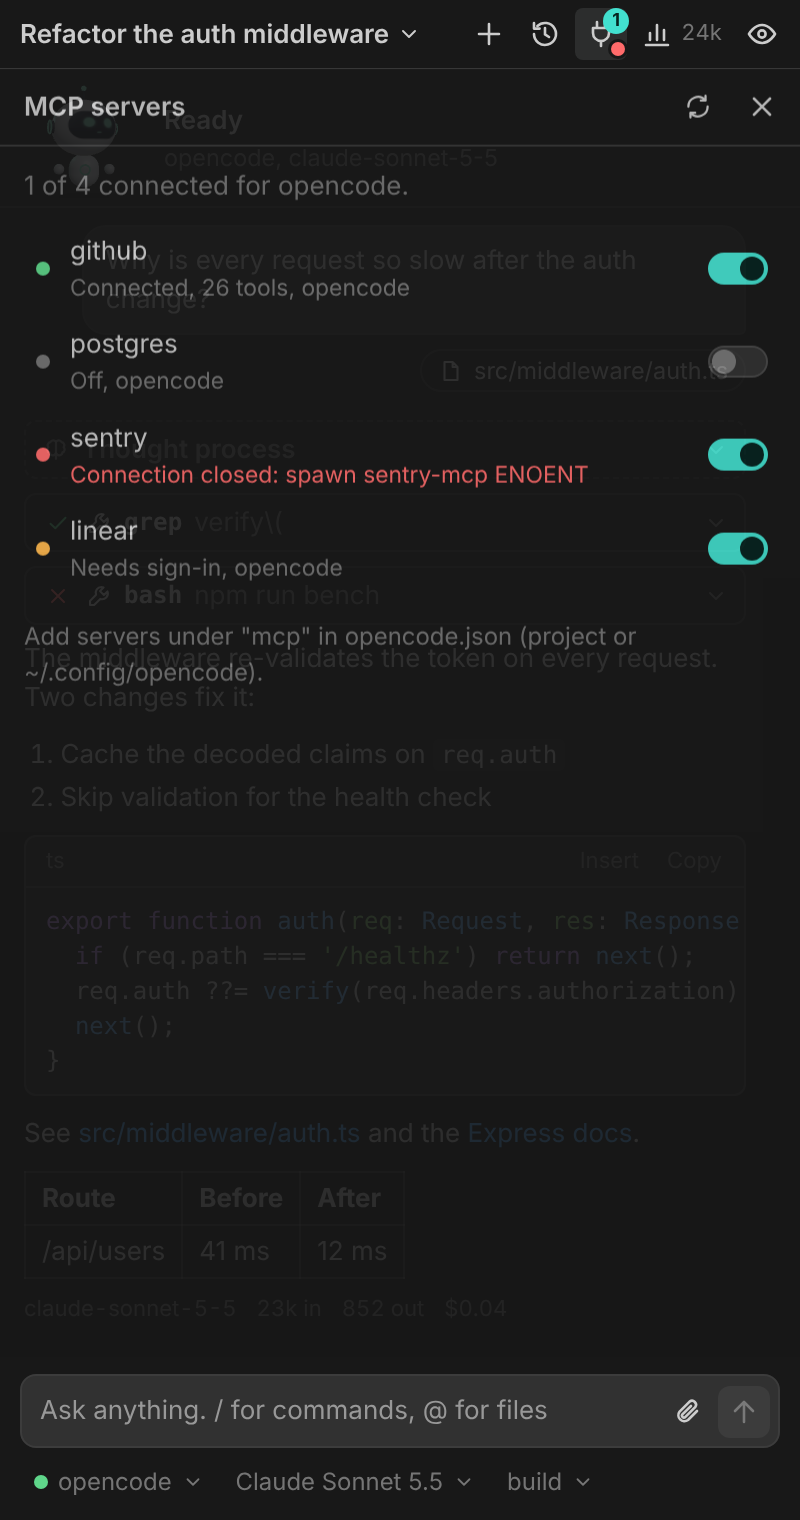 Refactor the auth middleware
1
24k
MCP servers
Ready
opencode, claude-sonnet-5-5
1 of 4 connected for opencode.
github
Why is every request so slow after the auth
change?
Connected, 26 tools, opencode
postgres
Off, opencode
src/middleware/auth.ts
sentry
Thought process
Connection closed: spawn sentry-mcp ENOENT
linear
grep verify\(
Needs sign-in, opencode
bash npm run bench
Add servers under "mcp" in opencode.json (project or
~/.config/opencode).
The middleware re-validates the token on every request.
Two changes fix it:
1. Cache the decoded claims on req.auth
2. Skip validation for the health check
ts
Insert Copy
export function auth(req: Request, res: Response
if (req.path === '/healthz') return next();
req.auth ??= verify(req.headers.authorization)
next();
}
See src/middleware/auth.ts and the Express docs.
Route Before After
/api/users 41 ms 12 ms
claude-sonnet-5-5 23k in 852 out $0.04
Ask anything. / for commands, @ for files
opencode Claude Sonnet 5.5 build